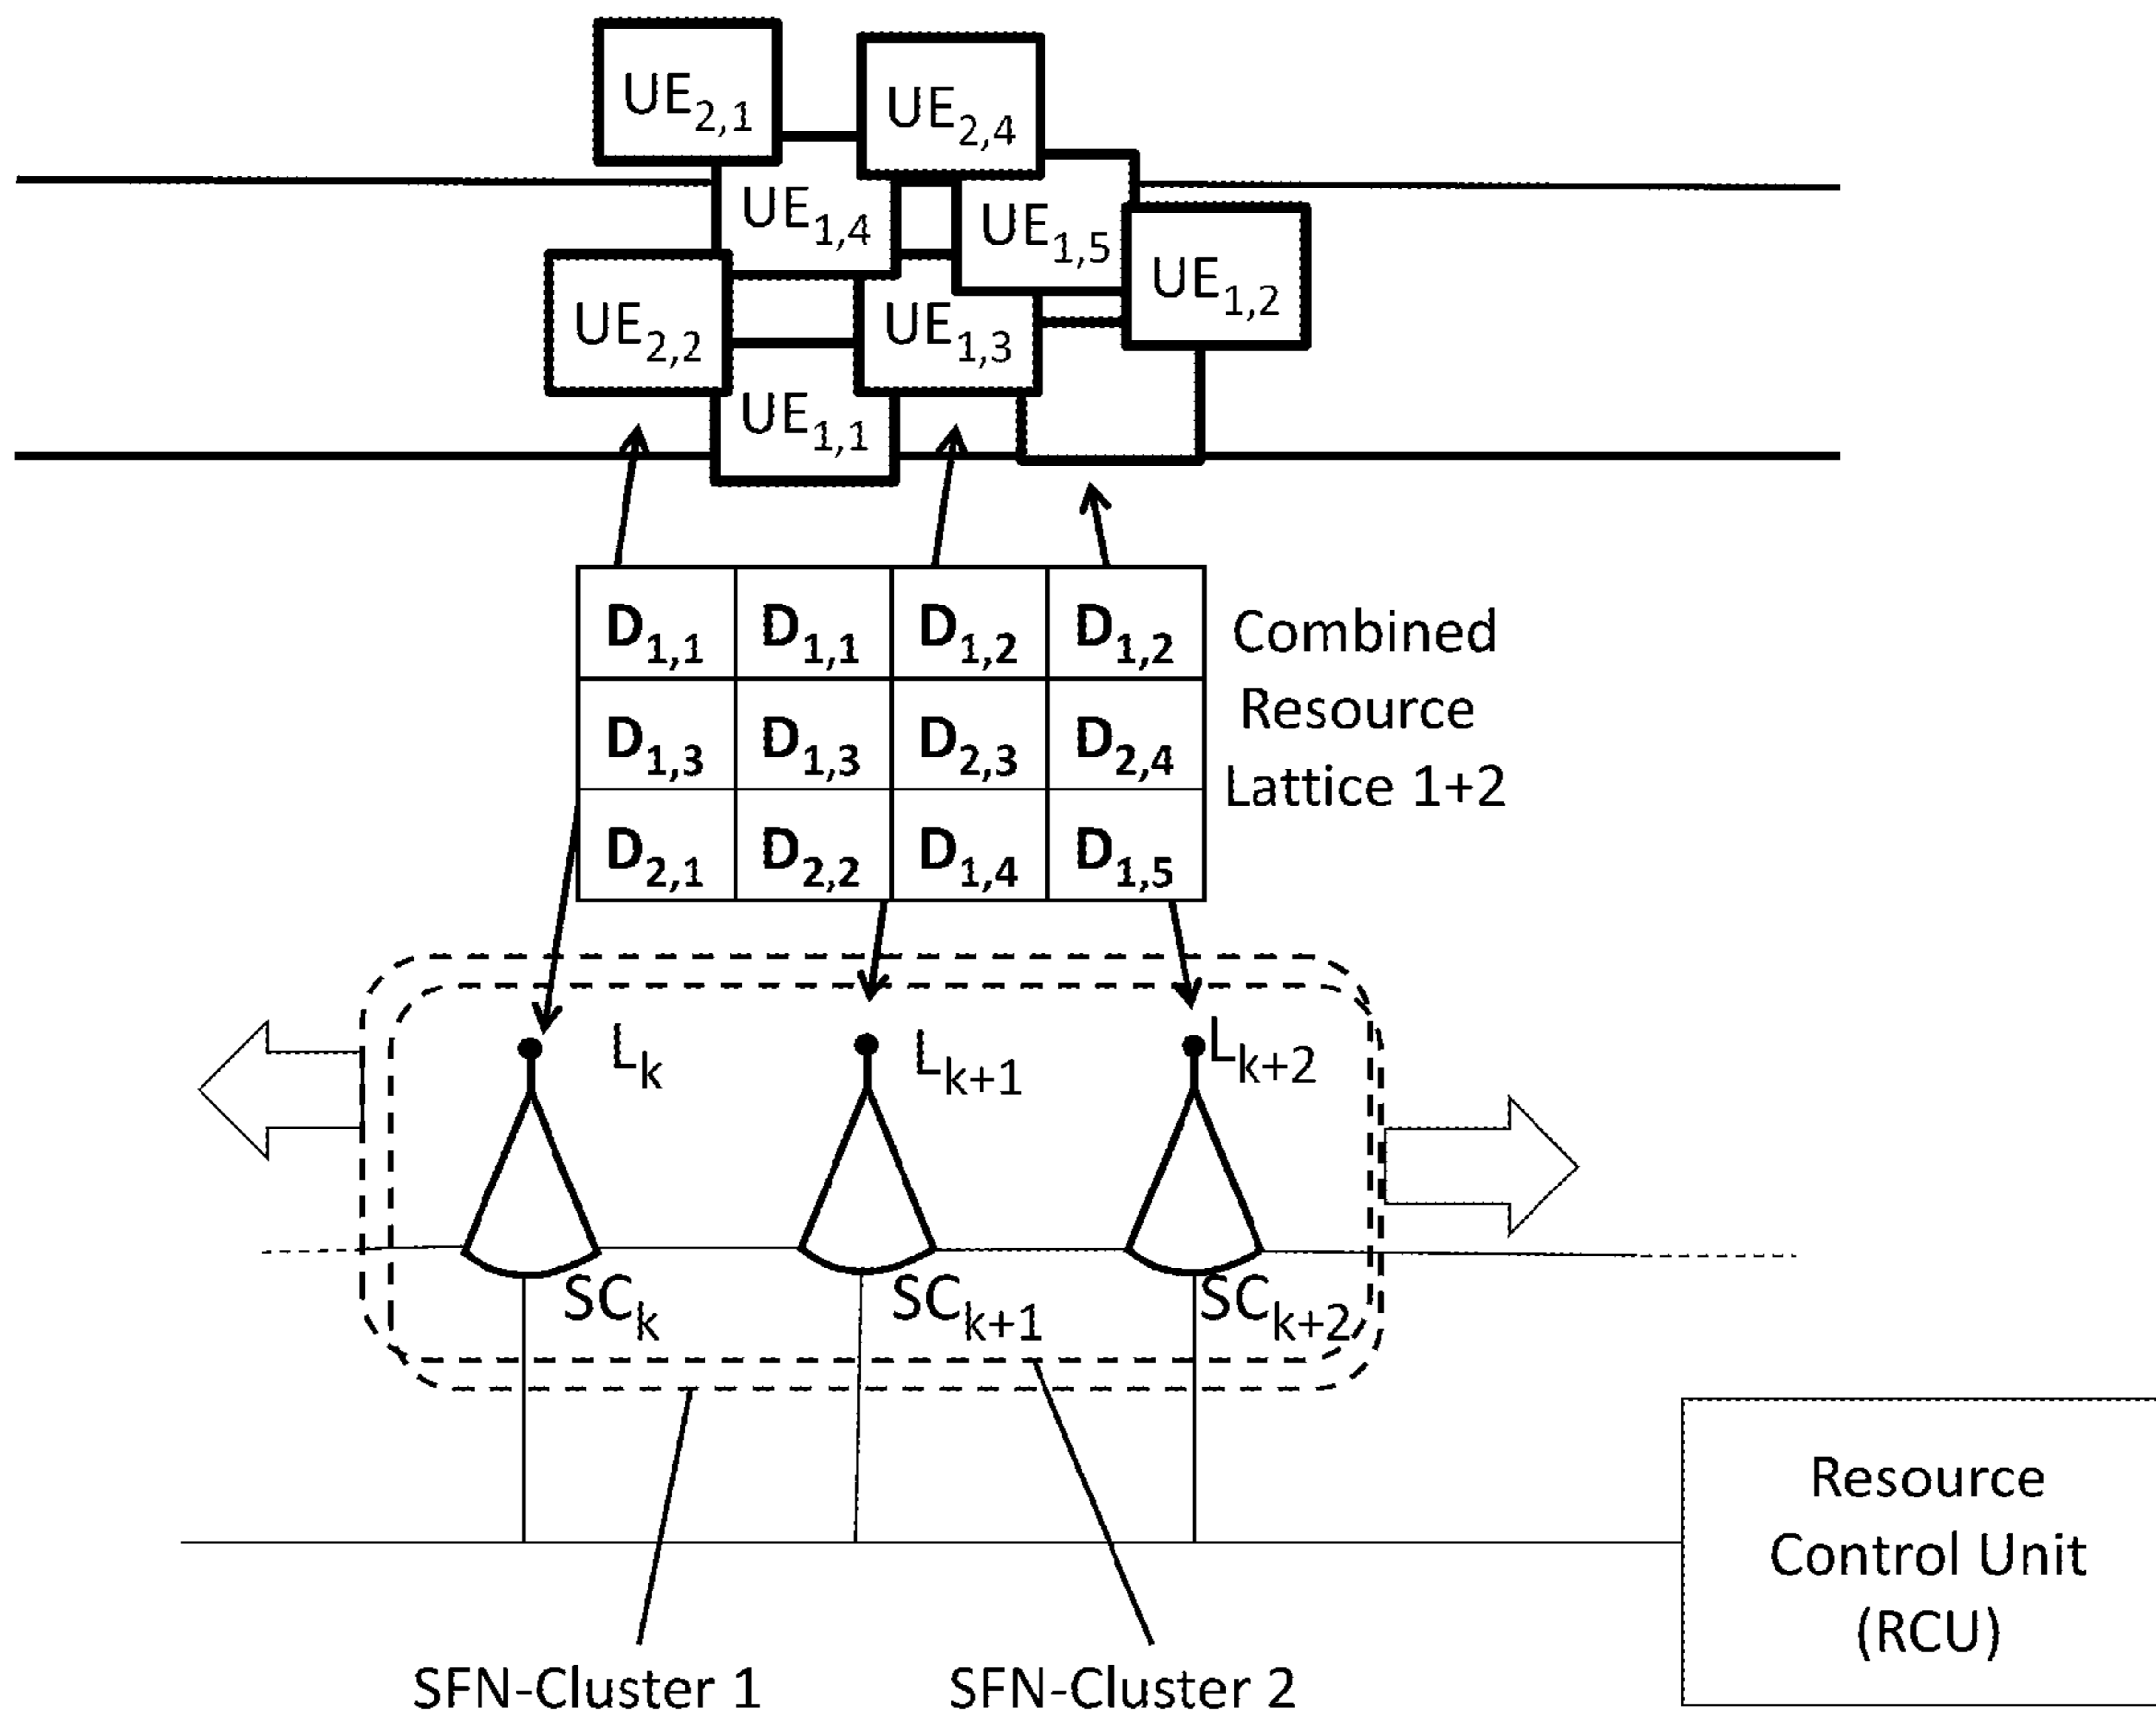 UE2,1
UE2,4
UE1,4
UE1,5
UE1,2
UE2,2
UE1,3
UE1,1
D1,1 D1,1 D1,2 D1,2
D1,3 D1,3 D2,3 D2,4
D2,1 D2,2 D1,4 D1,5
Combined
Resource
Lattice 1+2
Lk
Lk+1
Lk+2
SCk
SCk+1
SCk+2
Resource
Control Unit
(RCU)
SFN-Cluster 1
SFN-Cluster 2